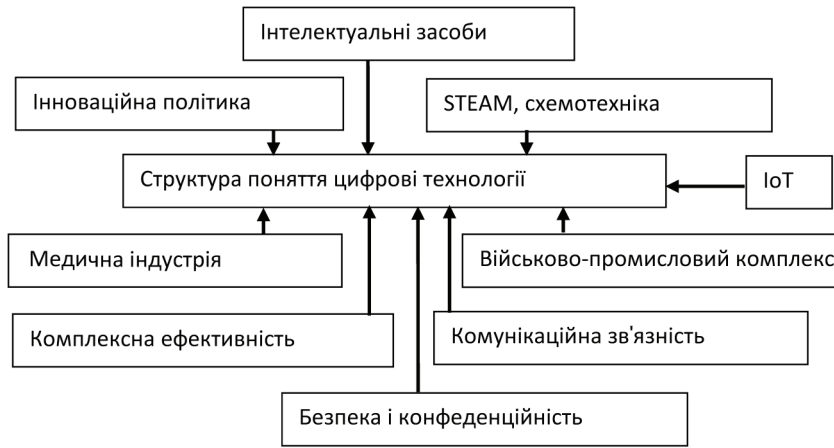 Інтелектуальні засоби
Інноваційна політика
STEAM, схемотехніка
Структура поняття цифрові технології
ІоТ
Медична індустрія
Військово-промисловий комплекс
Комплексна ефективність
Комунікаційна зв'язність
Безпека і конфеденційність